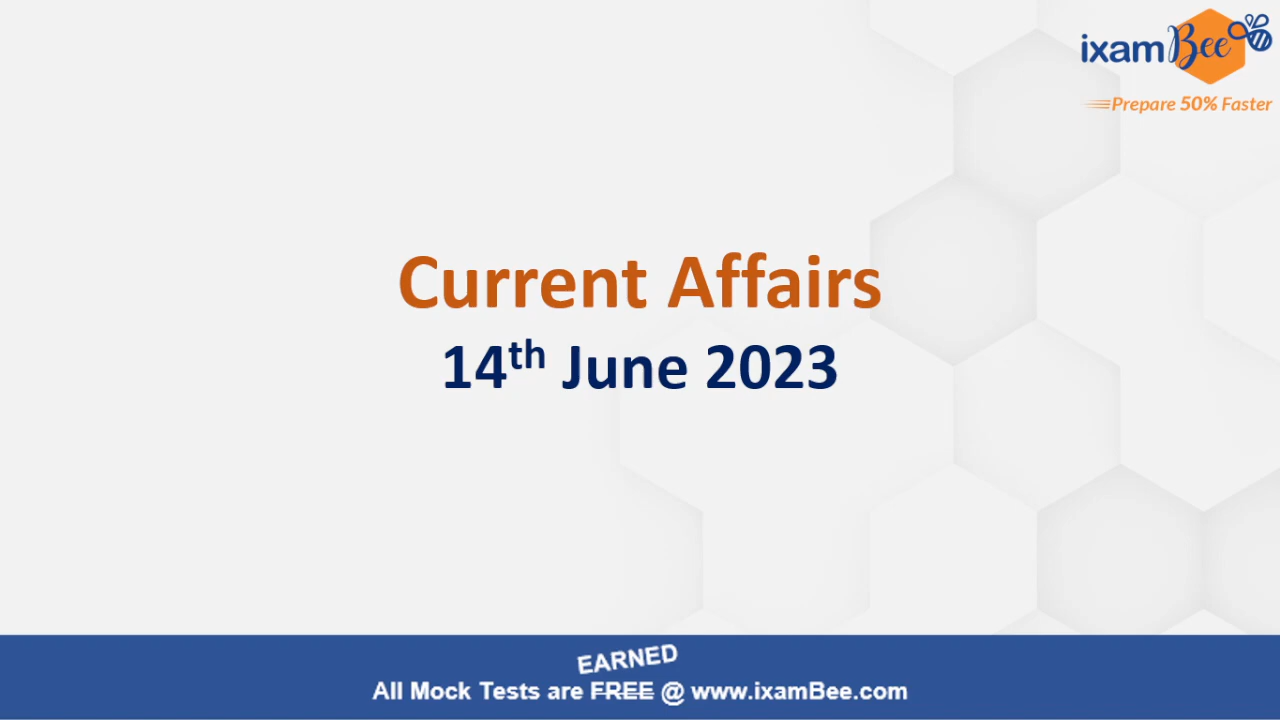 ixamBee
Prepare 50% Faster
Current Affairs
14th June 2023
EARNED
All Mock Tests are FREE @ www.ixamBee.com